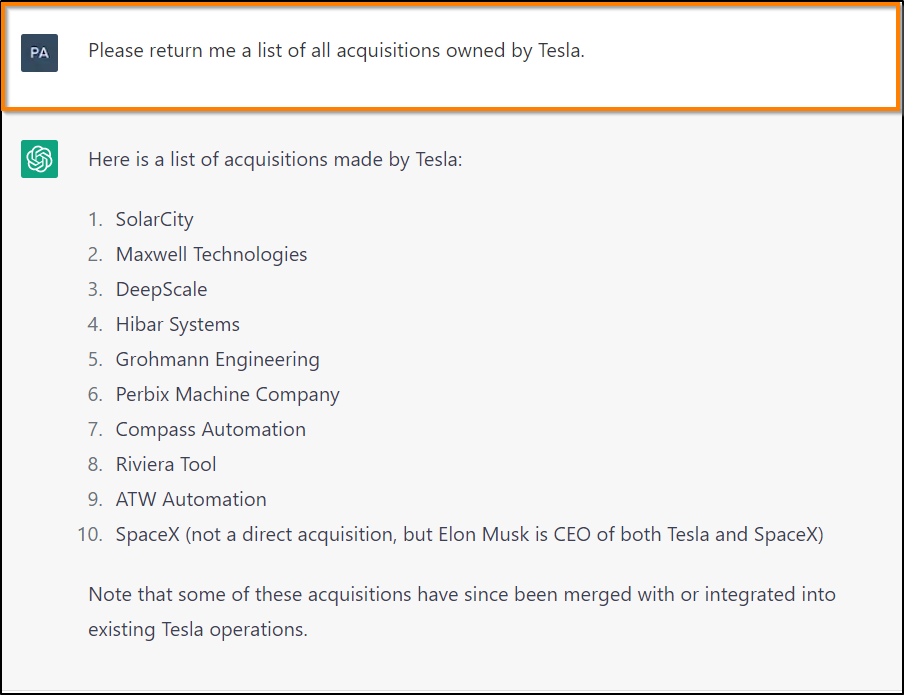 PA
Please return me a list of all acquisitions owned by Tesla.
Here is a list of acquisitions made by Tesla:
1. SolarCity
2. Maxwell Technologies
3. DeepScale
4. Hibar Systems
5. Grohmann Engineering
6. Perbix Machine Company
7. Compass Automation
8. Riviera Tool
9. ATW Automation
10. SpaceX (not a direct acquisition, but Elon Musk is CEO of both Tesla and SpaceX)
Note that some of these acquisitions have since been merged with or integrated into
existing Tesla operations.